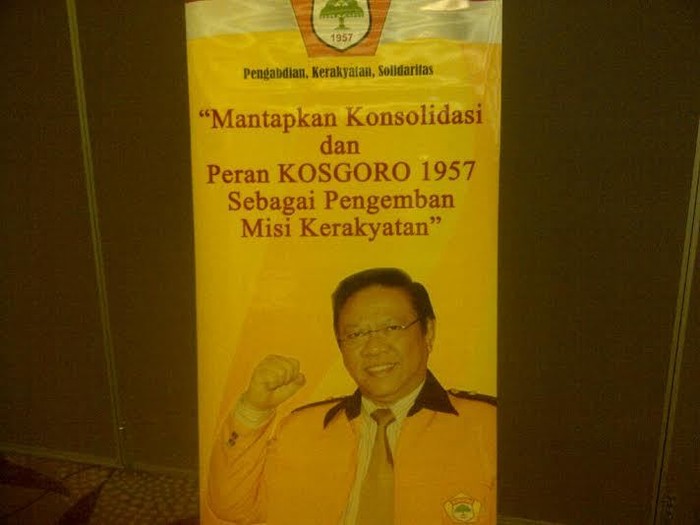 1957
Pengabdian, Kerakyatan, Solidaritas
“Mantapkan Konsolidasi
dan
Peran KOSGORO 1957
Sebagai Pengemban
Misi Kerakyatan”